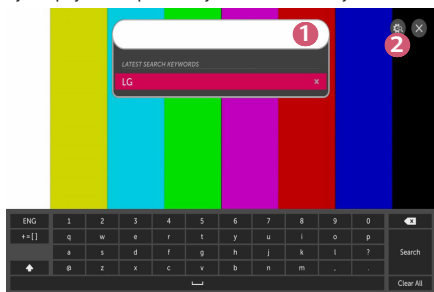 1
2
LATEST SEARCH KEYWORDS
LG ×
ENG 1 2 3 4 5 6 7 8 9 0
+=[] q w e r t y u i o p
a s d f g h j k l ? Search
@ z x c v b n m , .
Clear All